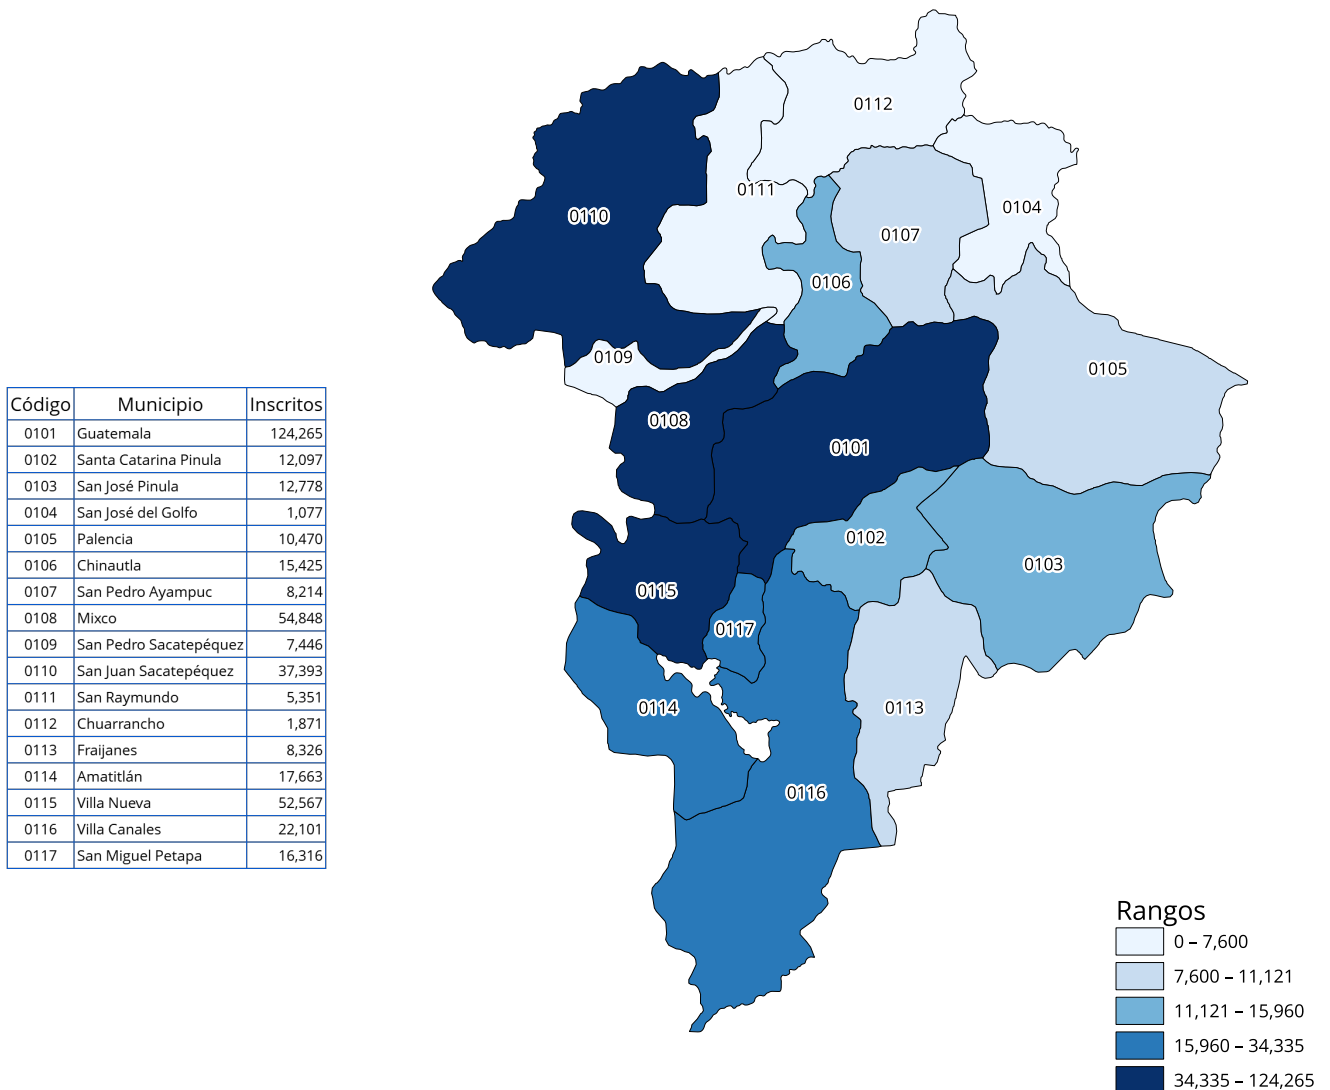 Código Municipio Inscritos
0101 Guatemala 124,265
0102 Santa Catarina Pinula 12,097
0103 San José Pinula 12,778
0104 San José del Golfo 1,077
0105 Palencia 10,470
0106 Chinautla 15,425
0107 San Pedro Ayampuc 8,214
0108 Mixco 54,848
0109 San Pedro Sacatepéquez 7,446
0110 San Juan Sacatepéquez 37,393
0111 San Raymundo 5,351
0112 Chuarrancho 1,871
0113 Fraijanes 8,326
0114 Amatitlán 17,663
0115 Villa Nueva 52,567
0116 Villa Canales 22,101
0117 San Miguel Petapa 16,316
0112
0111
0104
0110
0107
0106
0109
0105
0108
0101
0102
0103
0115
0117
0114
0113
0116
Rangos
0 – 7,600
7,600 – 11,121
11,121 – 15,960
15,960 – 34,335
34,335 – 124,265